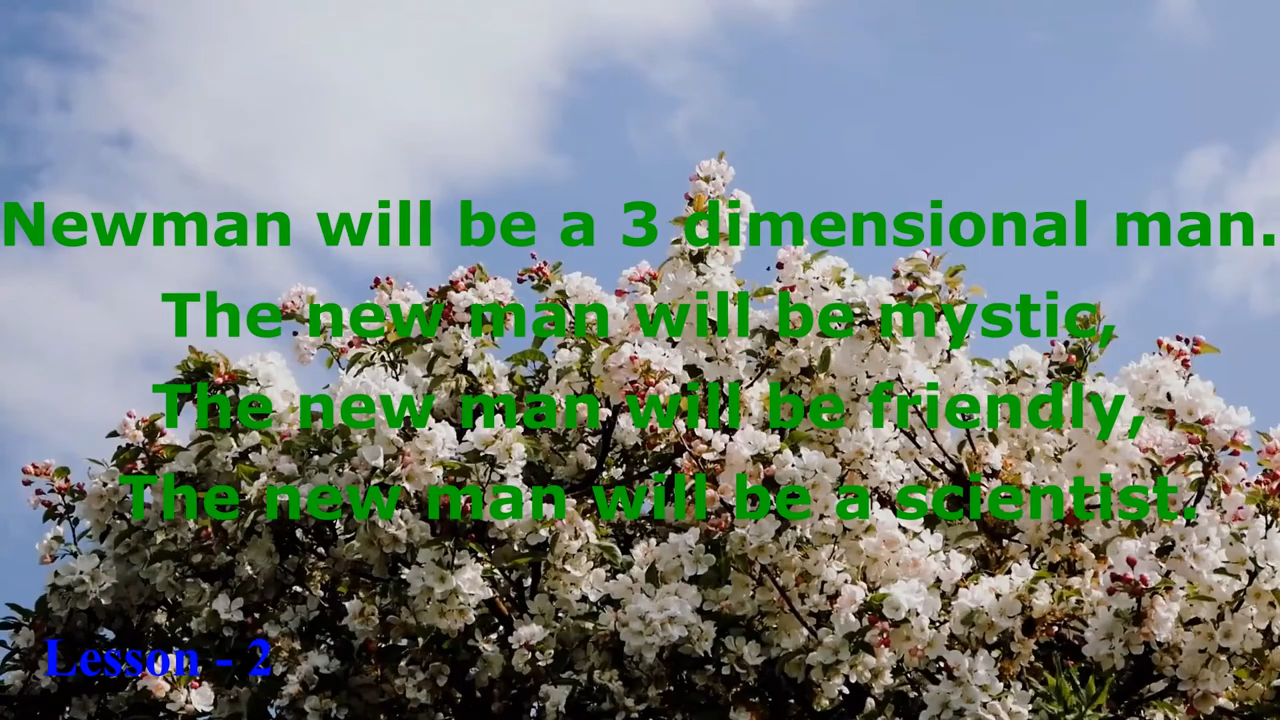 Newman will be a 3 dimensional man.
The new man will be mystic,
The new man will be friendly,
The new man will be a scientist.
Lesson - 2